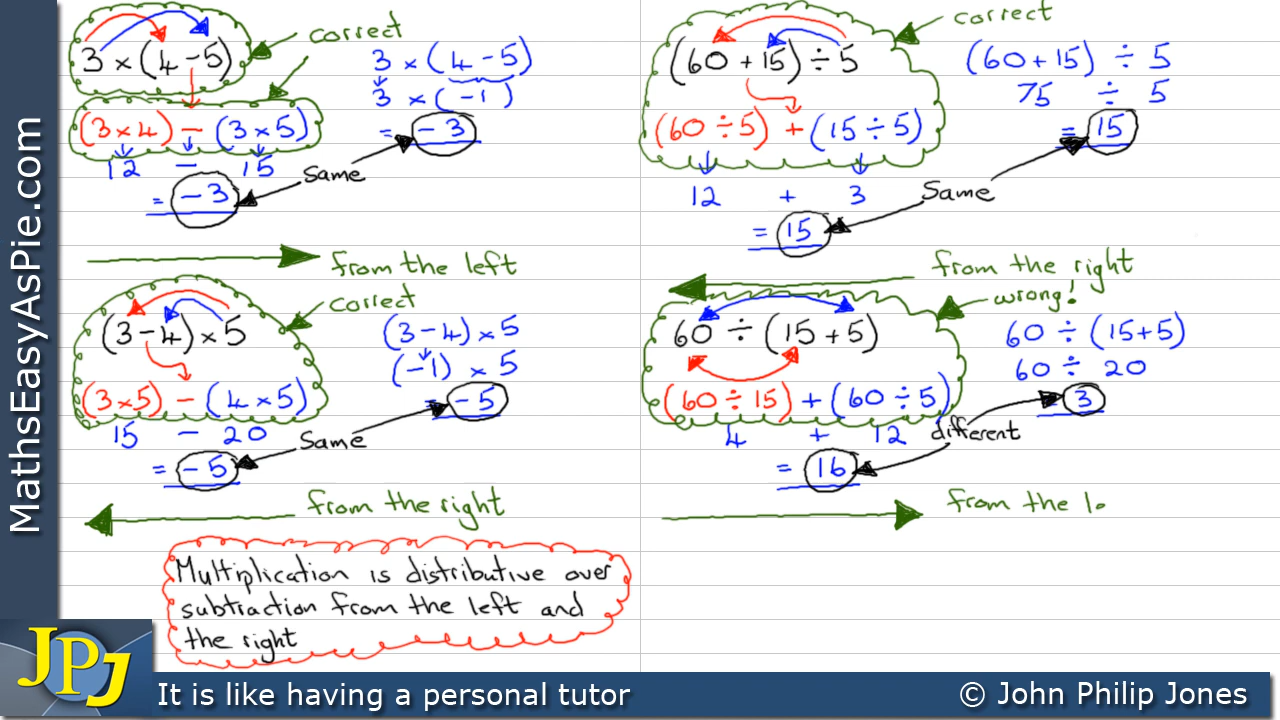 MathsEasyAsPie.com
3 × (4 − 5)
correct
(3 × 4) − (3 × 5)
12 − 15
= −3
3 × (4 − 5)
3 × (−1)
= −3
Same
from the left
(3 − 4) × 5
correct
(3 × 5) − (4 × 5)
15 − 20
= −5
(3 − 4) × 5
(−1) × 5
= −5
Same
from the right
Multiplication is distributive over
subtraction from the left and
the right
(60 + 15) ÷ 5
correct
(60 ÷ 5) + (15 ÷ 5)
12 + 3
= 15
(60 + 15) ÷ 5
75 ÷ 5
= 15
Same
from the right
60 ÷ (15 + 5)
wrong!
(60 ÷ 15) + (60 ÷ 5)
4 + 12
= 16
60 ÷ (15 + 5)
60 ÷ 20
= 3
different
from the l
JPJ
It is like having a personal tutor
© John Philip Jones